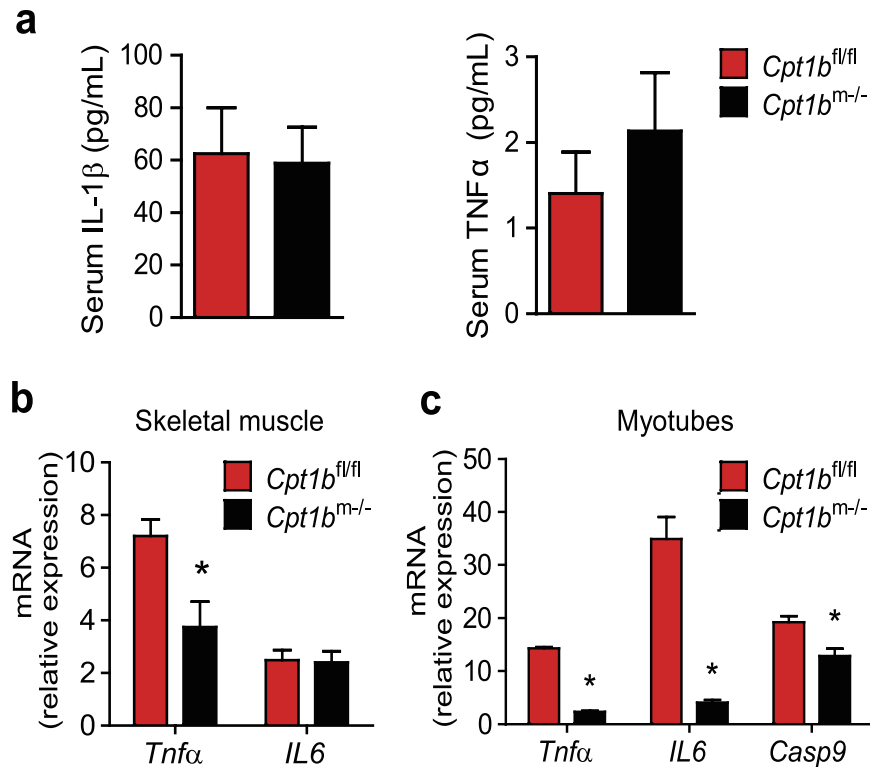 a
Serum IL-1β (pg/mL)
100
80
60
40
20
0
Serum TNFα (pg/mL)
3
2
1
0
Cpt1b^fl/fl
Cpt1b^m-/-
b
Skeletal muscle
mRNA
(relative expression)
10
8
6
4
2
0
Cpt1b^fl/fl
Cpt1b^m-/-
*
Tnfα IL6
c
Myotubes
mRNA
(relative expression)
50
40
30
20
10
0
Cpt1b^fl/fl
Cpt1b^m-/-
* * *
Tnfα IL6 Casp9